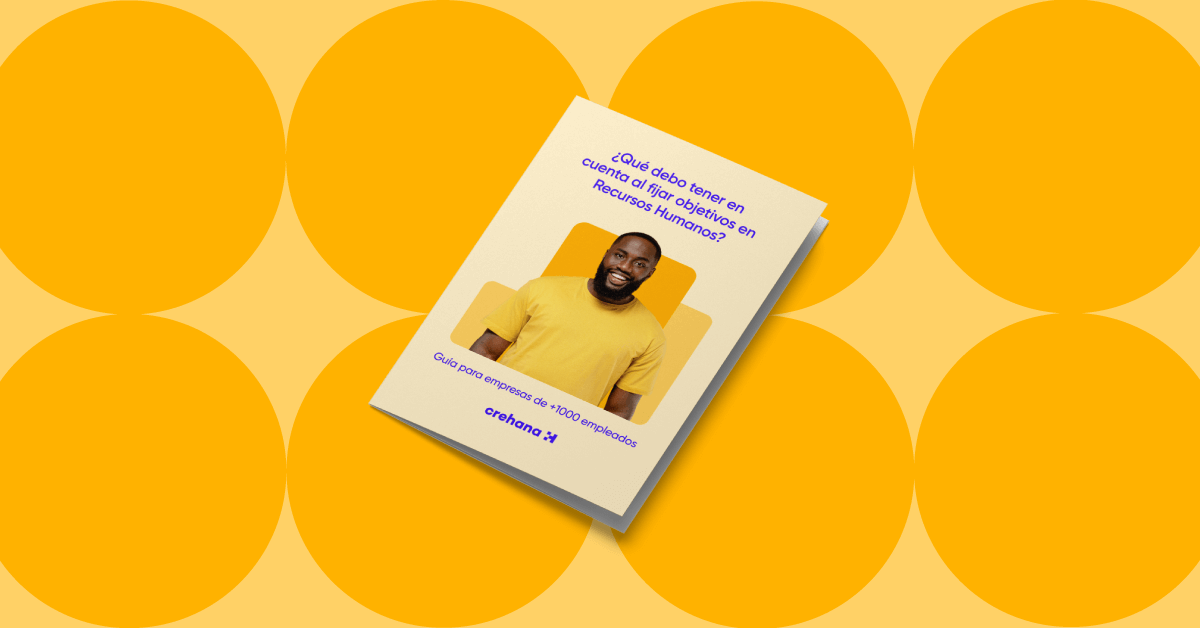 ¿Qué debo tener en
cuenta al fijar objetivos en
Recursos Humanos?
Guía para empresas de +1000 empleados
crehana